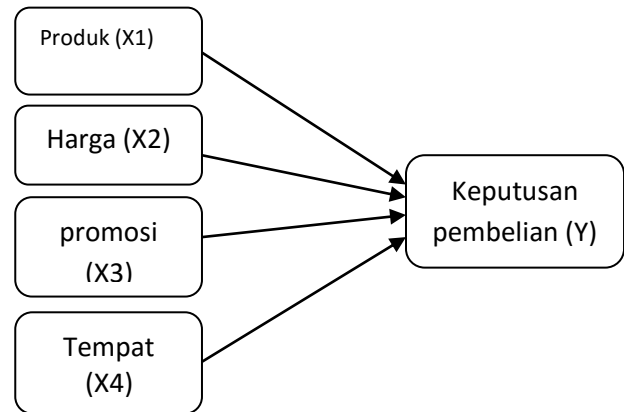 Produk (X1)
Harga (X2)
promosi
(X3)
Tempat
(X4)
Keputusan
pembelian (Y)